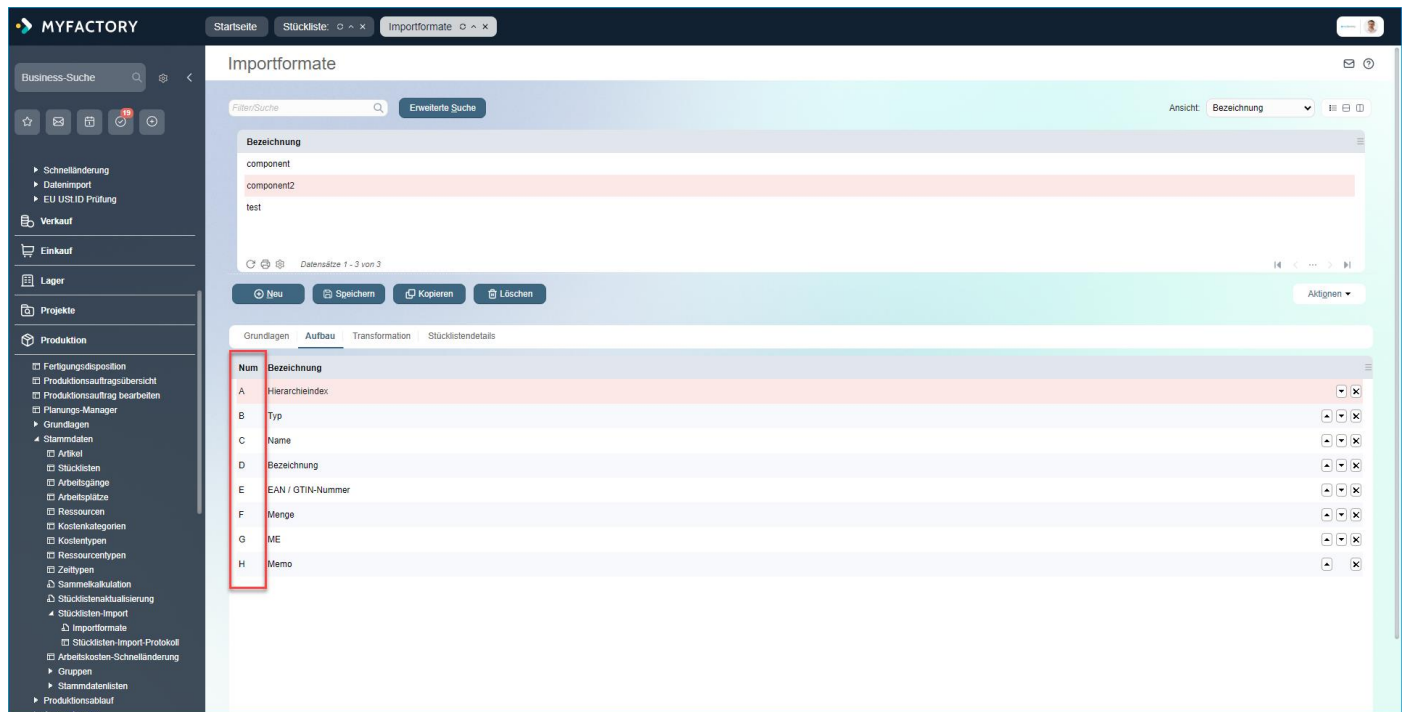 MYFACTORY
Startseite
Stückliste:
Importformate
Business-Suche
19
Schnelländerung
Datenimport
EU USt.ID Prüfung
Verkauf
Einkauf
Lager
Projekte
Produktion
Fertigungsdisposition
Produktionsauftragsübersicht
Produktionsauftrag bearbeiten
Planungs-Manager
Grundlagen
Stammdaten
Artikel
Stücklisten
Arbeitsgänge
Arbeitsplätze
Ressourcen
Kostenkategorien
Kostentypen
Ressourcentypen
Zeittypen
Sammelkalkulation
Stücklistenaktualisierung
Stücklisten-Import
Importformate
Stücklisten-Import-Protokoll
Arbeitskosten-Schnelländerung
Gruppen
Stammdatenlisten
Produktionsablauf
Importformate
Filter/Suche
Erweiterte Suche
Ansicht: Bezeichnung
Bezeichnung
component
component2
test
Datensätze 1 - 3 von 3
Neu Speichern Kopieren Löschen Aktionen
Grundlagen Aufbau Transformation Stücklistendetails
Num Bezeichnung
A Hierarchieindex
B Typ
C Name
D Bezeichnung
E EAN / GTIN-Nummer
F Menge
G ME
H Memo